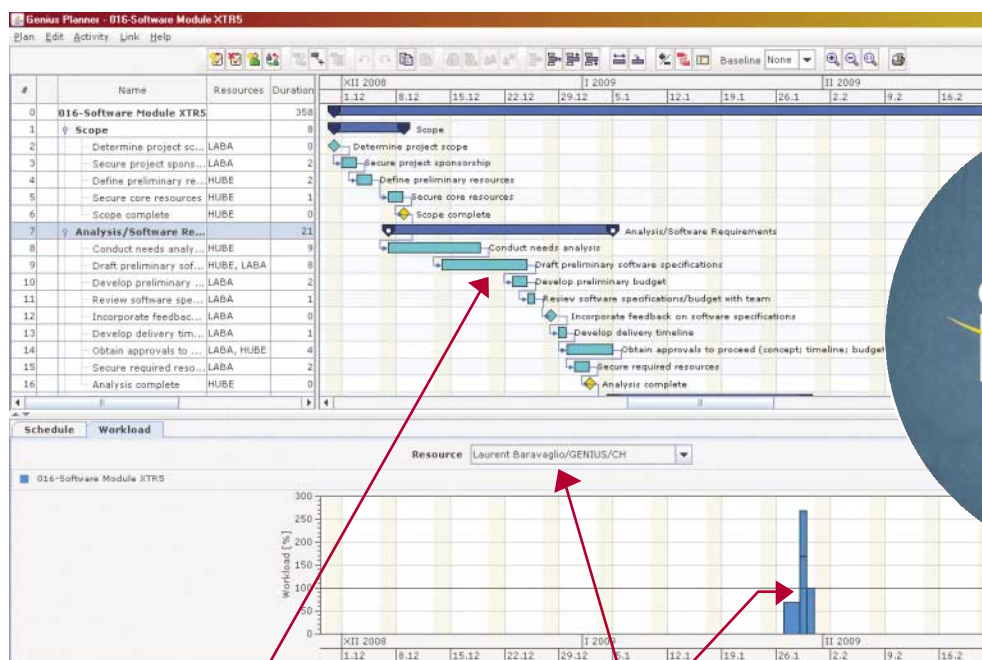 Genius Planner - 016-Software Module XTR5
Plan Edit Activity Link Help
Baseline None
# Name Resources Duration XII 2008 I 2009 II 2009
1.12 8.12 15.12 22.12 29.12 5.1 12.1 19.1 26.1 2.2 9.2 16.2
0 016-Software Module XTR5 358
1 Scope 8 Scope
2 Determine project sc... LABA 0 Determine project scope
3 Secure project spons... LABA 2 Secure project sponsorship
4 Define preliminary re... HUBE 2 Define preliminary resources
5 Secure core resources HUBE 1 Secure core resources
6 Scope complete HUBE 0 Scope complete
7 Analysis/Software Re... 21 Analysis/Software Requirements
8 Conduct needs analy... HUBE 9 Conduct needs analysis
9 Draft preliminary sof... HUBE, LABA 8 Draft preliminary software specifications
10 Develop preliminary ... LABA 2 Develop preliminary budget
11 Review software spe... LABA 1 Review software specifications/budget with team
12 Incorporate feedbac... LABA 0 Incorporate feedback on software specifications
13 Develop delivery tim... LABA 1 Develop delivery timeline
14 Obtain approvals to ... LABA, HUBE 4 Obtain approvals to proceed (concept; timeline; budget
15 Secure required reso... LABA 2 Secure required resources
16 Analysis complete HUBE 0 Analysis complete
Schedule Workload
Resource Laurent Baravaglio/GENIUS/CH
016-Software Module XTR5
Workload [%]
300
250
200
150
100
50
0
XII 2008 I 2009 II 2009
1.12 8.12 15.12 22.12 29.12 5.1 12.1 19.1 26.1 2.2 9.2 16.2